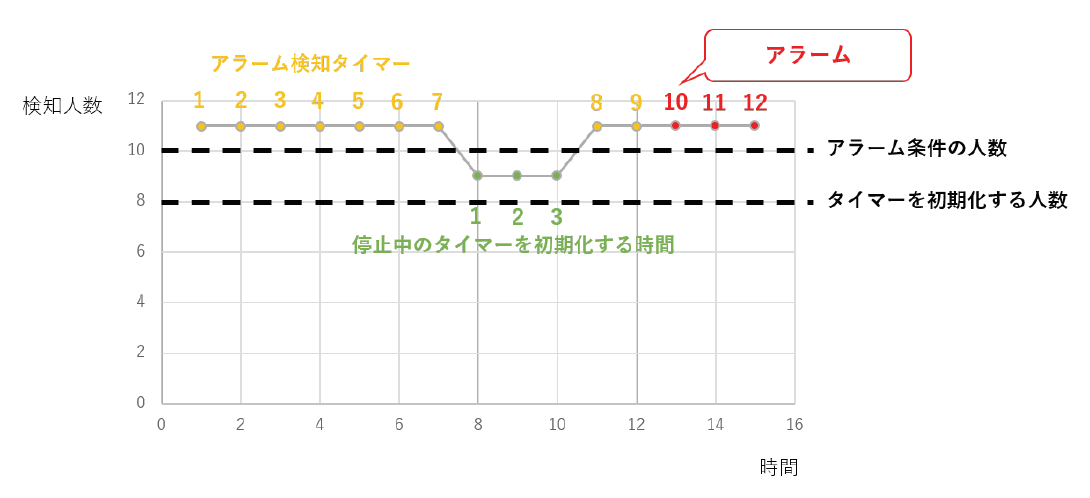 アラーム
アラーム検知タイマー
検知人数
12
1 2 3 4 5 6 7 8 9 10 11 12
10
アラーム条件の人数
8
タイマーを初期化する人数
1 2 3
停止中のタイマーを初期化する時間
6
4
2
0
0 2 4 6 8 10 12 14 16
時間